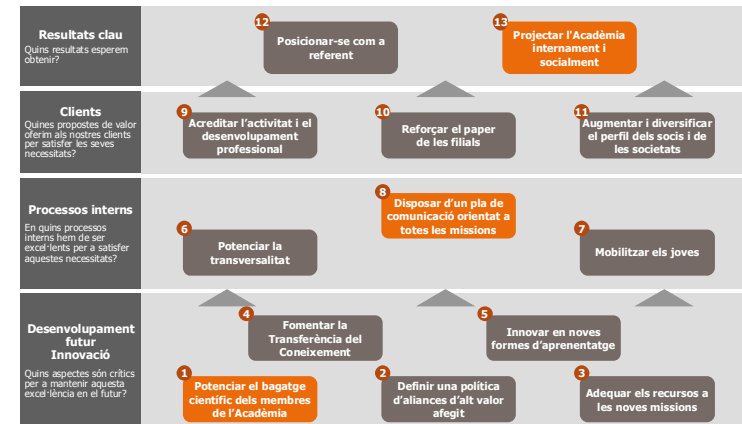 Resultats clau
Quins resultats esperem
obtenir?
12
Posicionar-se com a
referent
13
Projectar l'Acadèmia
internament i
socialment
Clients
Quines propostes de valor
oferim als nostres clients
per satisfer les seves
necessitats?
9
Acreditar l’activitat i el
desenvolupament
professional
10
Reforçar el paper
de les filials
11
Augmentar i diversificar
el perfil dels socis i de
les societats
Processos interns
En quins processos
interns hem de ser
excel·lents per a satisfer
aquestes necessitats?
6
Potenciar la
transversalitat
8
Disposar d’un pla de
comunicació orientat a
totes les missions
7
Mobilitzar els joves
Desenvolupament
futur
Innovació
Quins aspectes són crítics
per a mantenir aquesta
excel·lència en el futur?
4
Fomentar la
Transferència del
Coneixement
5
Innovar en noves
formes d’aprenentatge
1
Potenciar el bagatge
científic dels membres
de l’Acadèmia
2
Definir una política
d’aliances d’alt valor
afegit
3
Adequar els recursos a
les noves missions